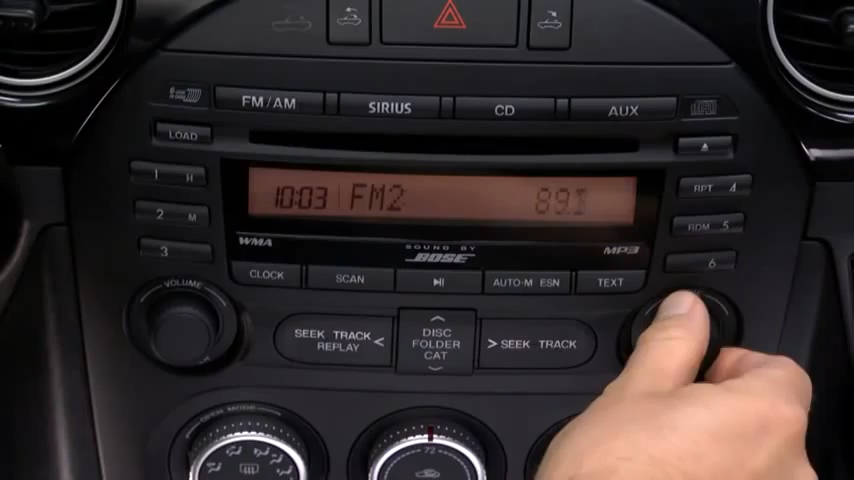 FM/AM SIRIUS CD AUX
LOAD
1 H
RPT 4
10:03 FM2 89.
2 M
RDM 5
3
WMA
SOUND BY
BOSE
MP3
6
CLOCK SCAN AUTO-M ESN TEXT
VOLUME
SEEK TRACK
REPLAY
DISC
FOLDER
CAT
SEEK TRACK
OPEN MODE
72